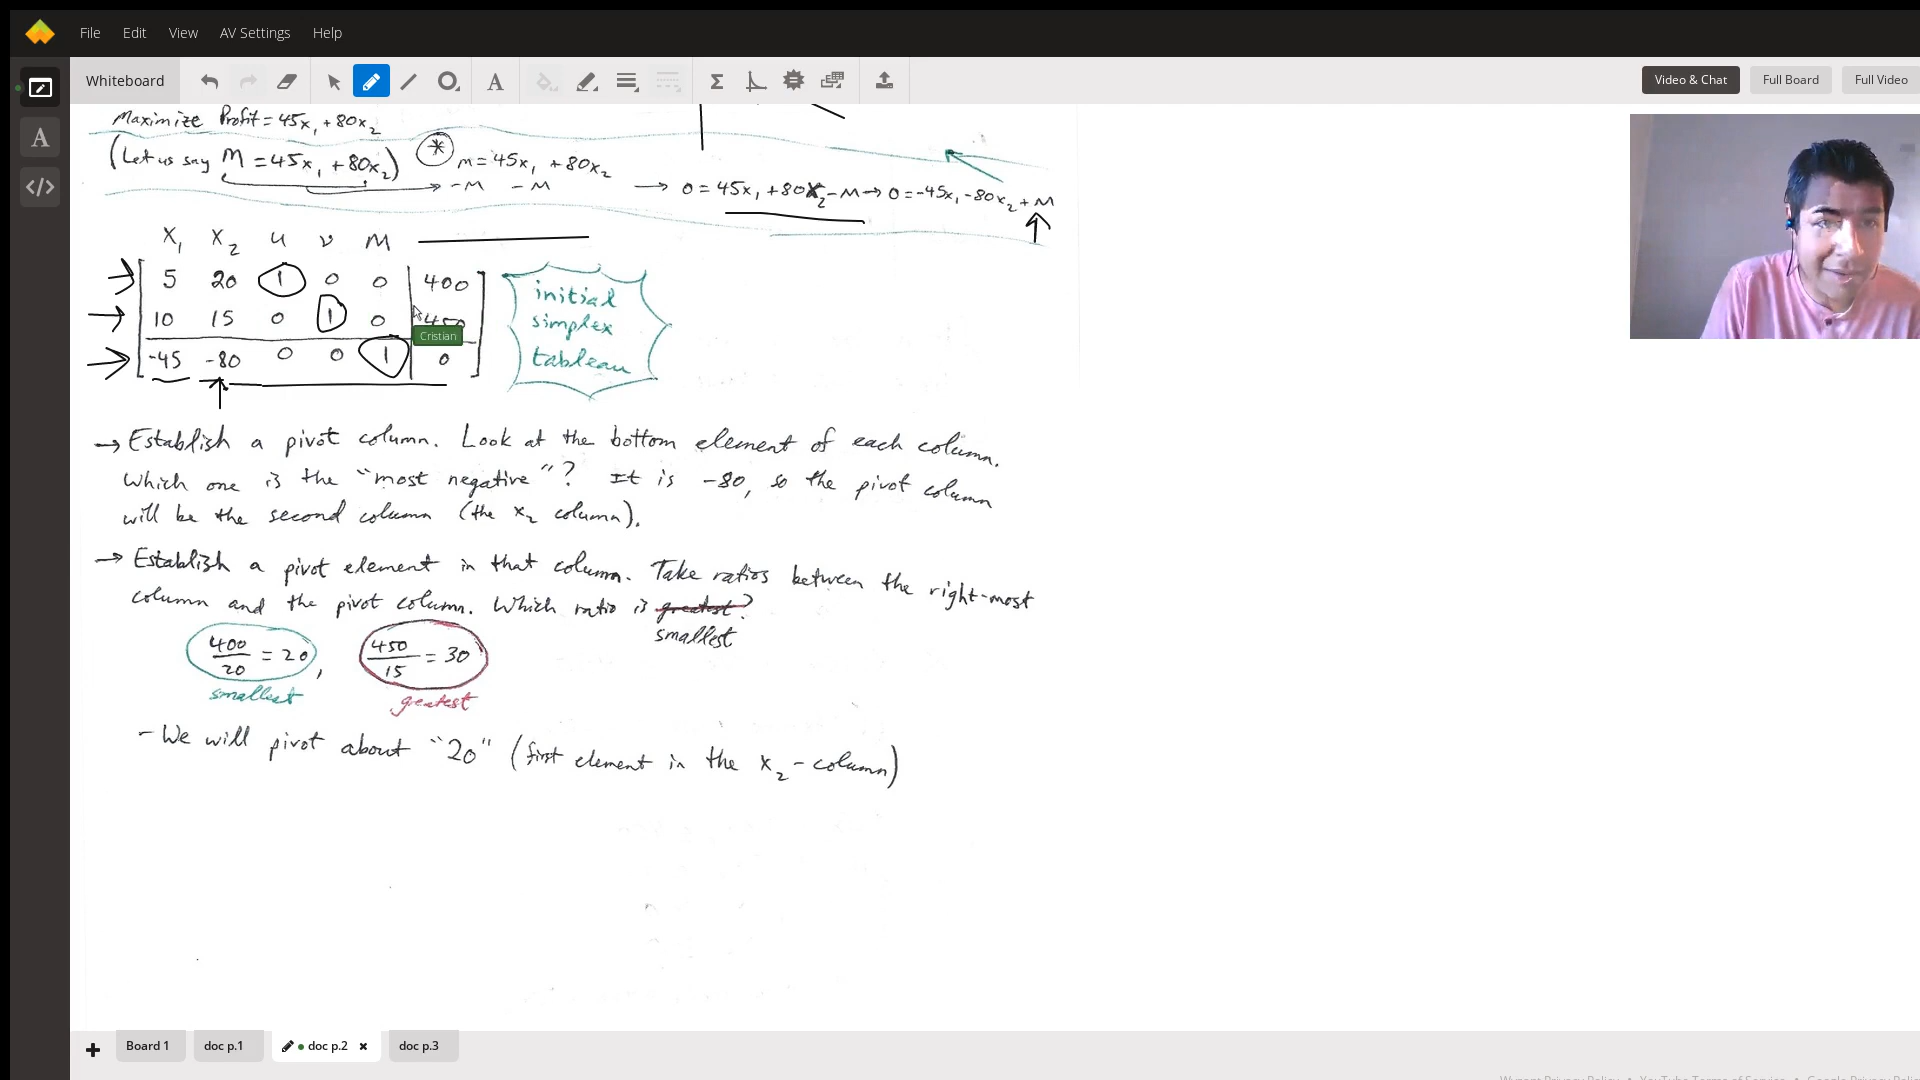 File Edit View AV Settings Help
Whiteboard
A
Σ
Video & Chat Full Board Full Video
Maximize Profit = 45x₁ + 80x₂
(Let us say M = 45x₁ + 80x₂) * m = 45x₁ + 80x₂
-M -M → 0 = 45x₁ + 80x₂ - M → 0 = -45x₁ - 80x₂ + M
x₁ x₂ u v M
5 20 1 0 0 400
10 15 0 1 0 450
Cristian
-45 -80 0 0 1 0
initial
simplex
tableau
→ Establish a pivot column. Look at the bottom element of each column.
Which one is the "most negative"? It is -80, so the pivot column
will be the second column (the x₂ column).
→ Establish a pivot element in that column. Take ratios between the right-most
column and the pivot column. Which ratio is greatest?
smallest
400/20 = 20, 450/15 = 30
smallest greatest
- We will pivot about "20" (first element in the x₂-column)
+ Board 1 doc p.1 doc p.2 × doc p.3